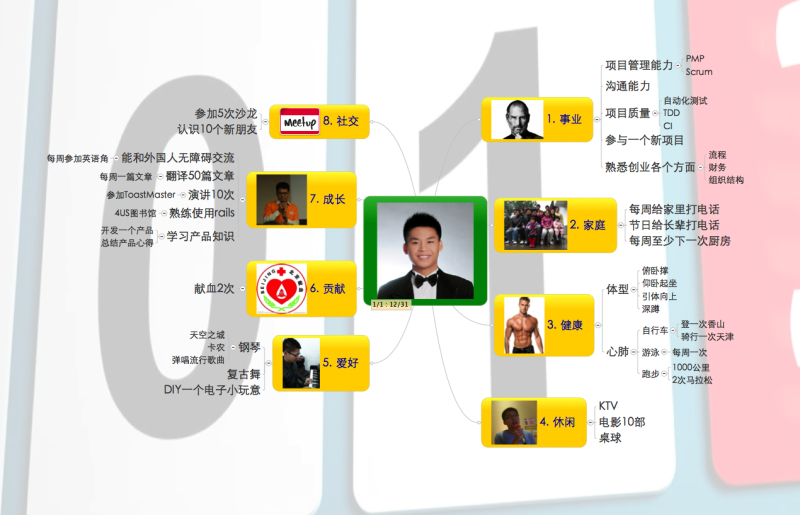 1. 事业
项目管理能力
PMP
Scrum
沟通能力
项目质量
自动化测试
TDD
CI
参与一个新项目
熟悉创业各个方面
流程
财务
组织结构
2. 家庭
每周给家里打电话
节日给长辈打电话
每周至少下一次厨房
3. 健康
体型
俯卧撑
仰卧起坐
引体向上
深蹲
心肺
自行车
登一次香山
骑行一次天津
游泳
每周一次
跑步
1000公里
2次马拉松
4. 休闲
KTV
电影10部
桌球
5. 爱好
钢琴
天空之城
卡农
弹唱流行歌曲
复古舞
DIY一个电子小玩意
6. 贡献
献血2次
BEIJING
7. 成长
能和外国人无障碍交流
每周参加英语角
翻译50篇文章
每周一篇文章
演讲10次
参加ToastMaster
熟练使用rails
4US图书馆
学习产品知识
开发一个产品
总结产品心得
8. 社交
Meetup
参加5次沙龙
认识10个新朋友
1/1 : 12/31
0
1